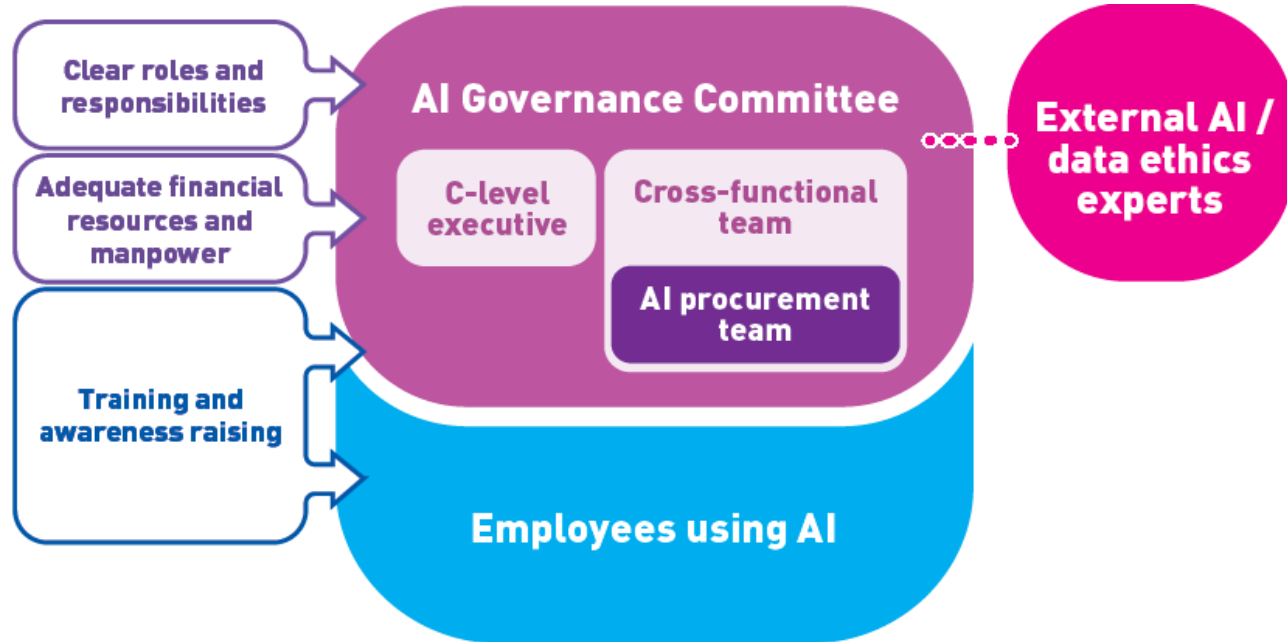 Clear roles and
responsibilities
Adequate financial
resources and
manpower
Training and
awareness raising
AI Governance Committee
C-level
executive
Cross-functional
team
AI procurement
team
Employees using AI
External AI /
data ethics
experts